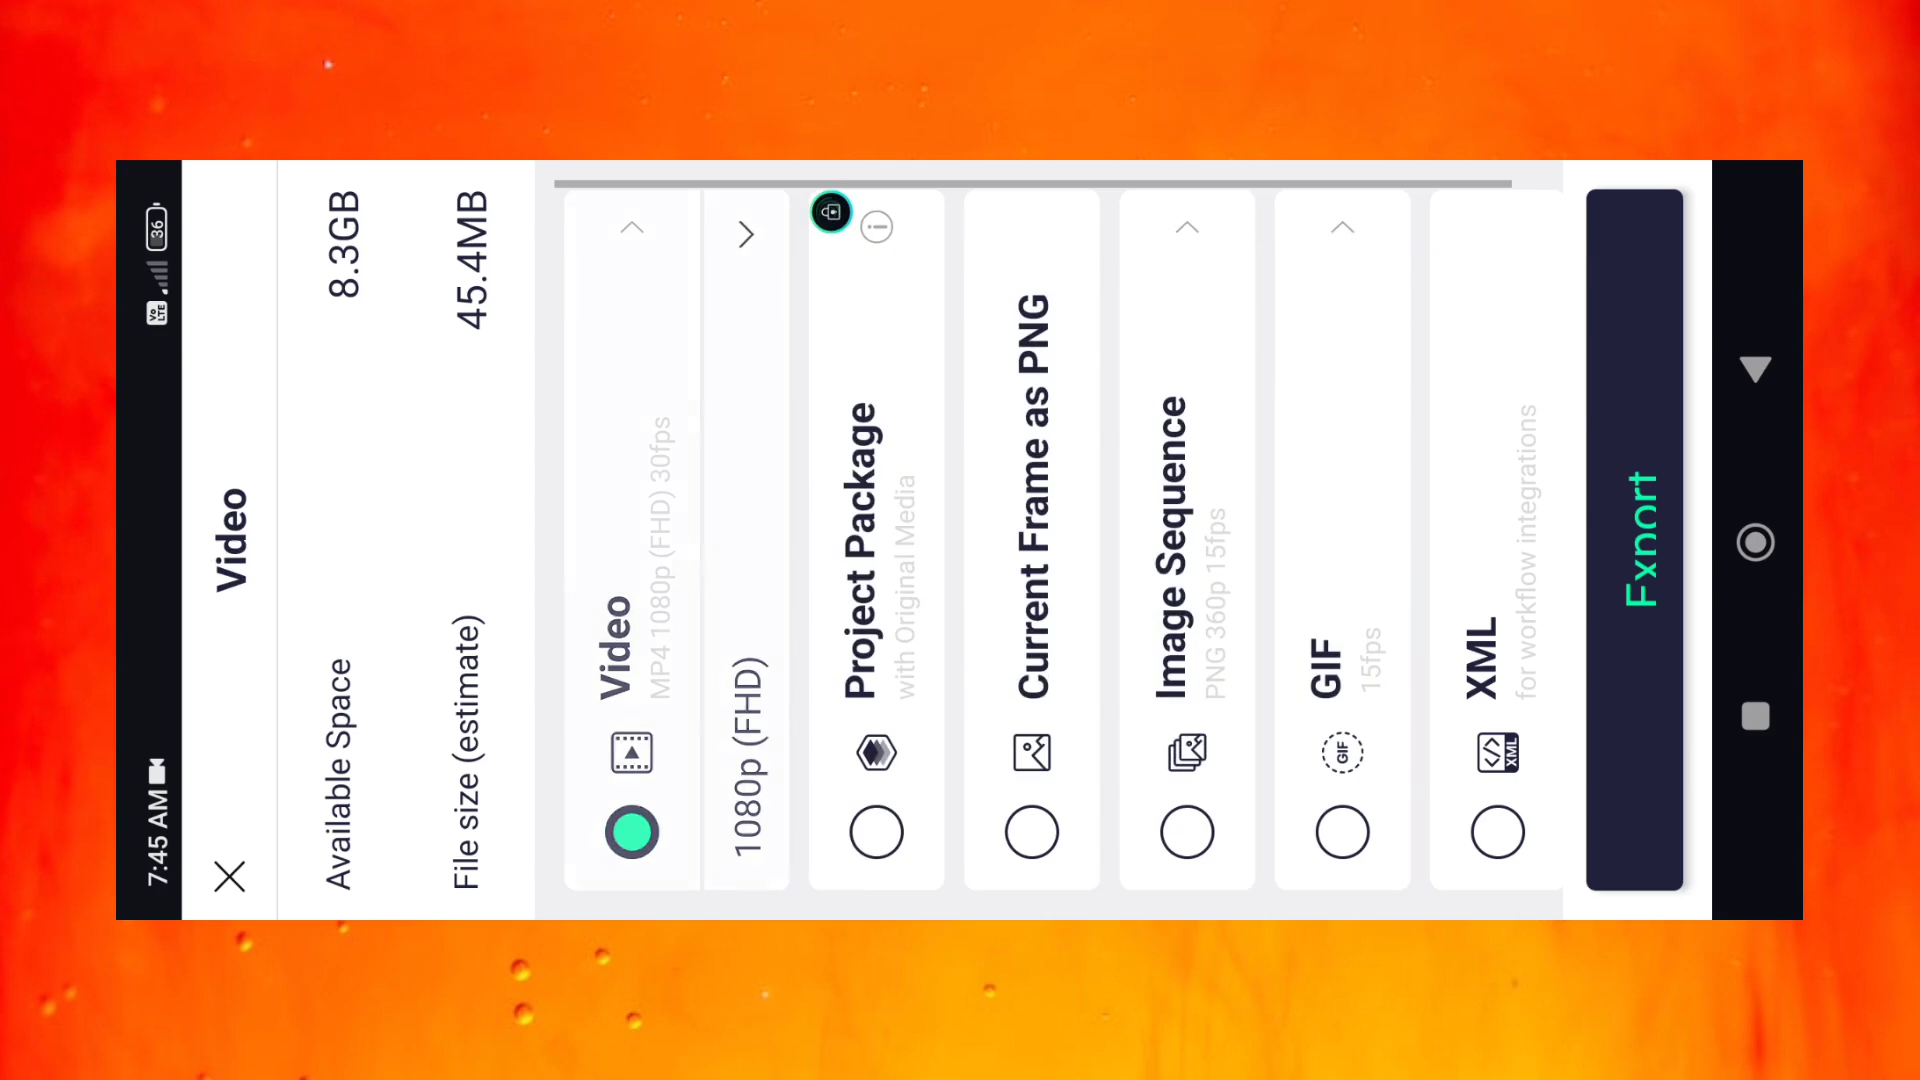 7:45 AM
Vo LTE
36
Video
Available Space 8.3GB
File size (estimate) 45.4MB
Video
MP4 1080p (FHD) 30fps
1080p (FHD)
Project Package
with Original Media
Current Frame as PNG
Image Sequence
PNG 360p 15fps
GIF
GIF
15fps
XML
XML
for workflow integrations
Export